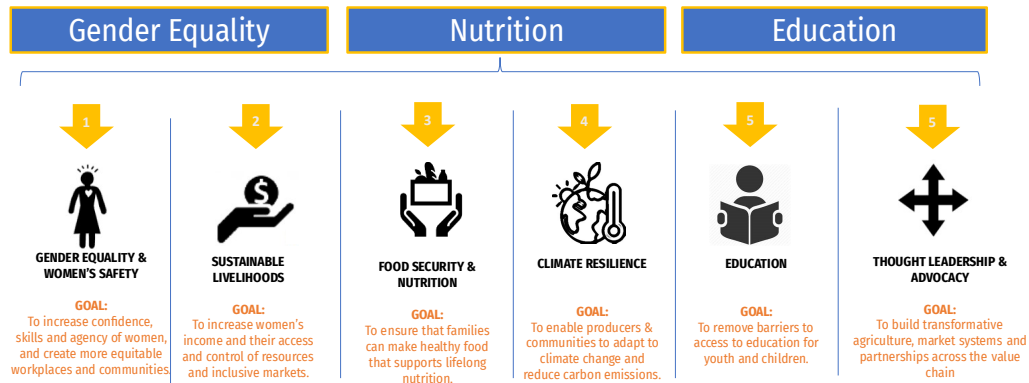 Gender Equality
Nutrition
Education
1
2
3
4
5
5
$
GENDER EQUALITY &
WOMEN'S SAFETY
GOAL:
To increase confidence,
skills and agency of women,
and create more equitable
workplaces and communities.
SUSTAINABLE
LIVELIHOODS
GOAL:
To increase women's
income and their access
and control of resources
and inclusive markets.
FOOD SECURITY &
NUTRITION
GOAL:
To ensure that families
can make healthy food
that supports lifelong
nutrition.
CLIMATE RESILIENCE
GOAL:
To enable producers &
communities to adapt to
climate change and
reduce carbon emissions.
EDUCATION
GOAL:
To remove barriers to
access to education for
youth and children.
THOUGHT LEADERSHIP &
ADVOCACY
GOAL:
To build transformative
agriculture, market systems and
partnerships across the value
chain